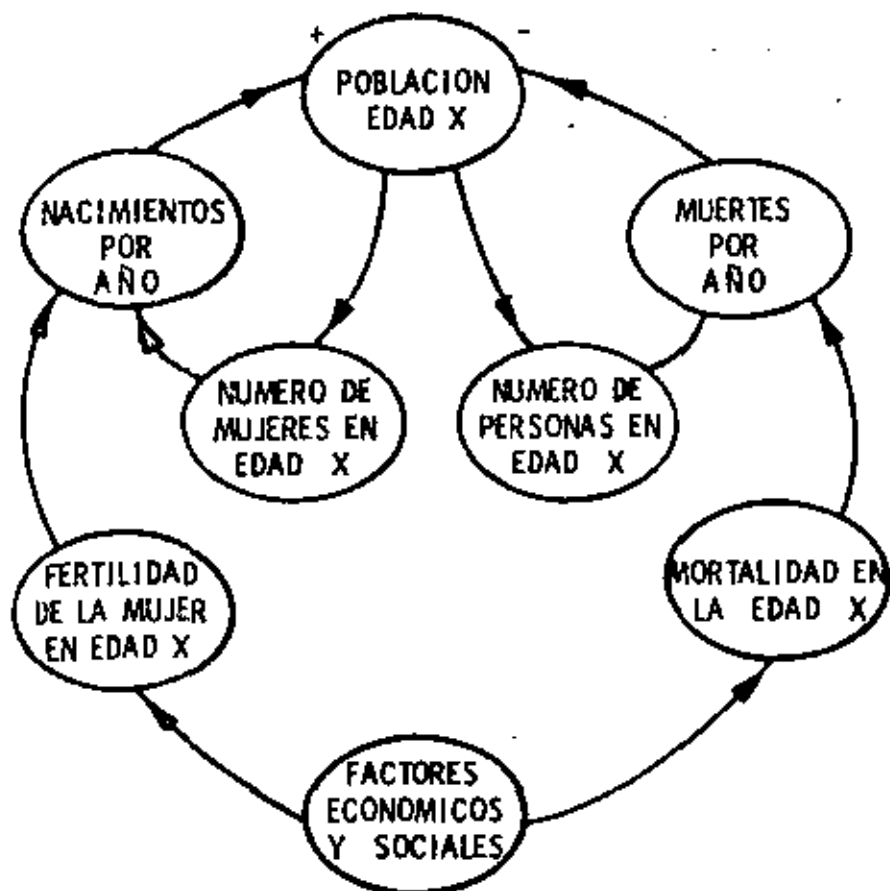 + -
POBLACION
EDAD X
NACIMIENTOS
POR
AÑO
MUERTES
POR
AÑO
NUMERO DE
MUJERES EN
EDAD X
NUMERO DE
PERSONAS EN
EDAD X
FERTILIDAD
DE LA MUJER
EN EDAD X
MORTALIDAD EN
LA EDAD X
FACTORES
ECONOMICOS
Y SOCIALES